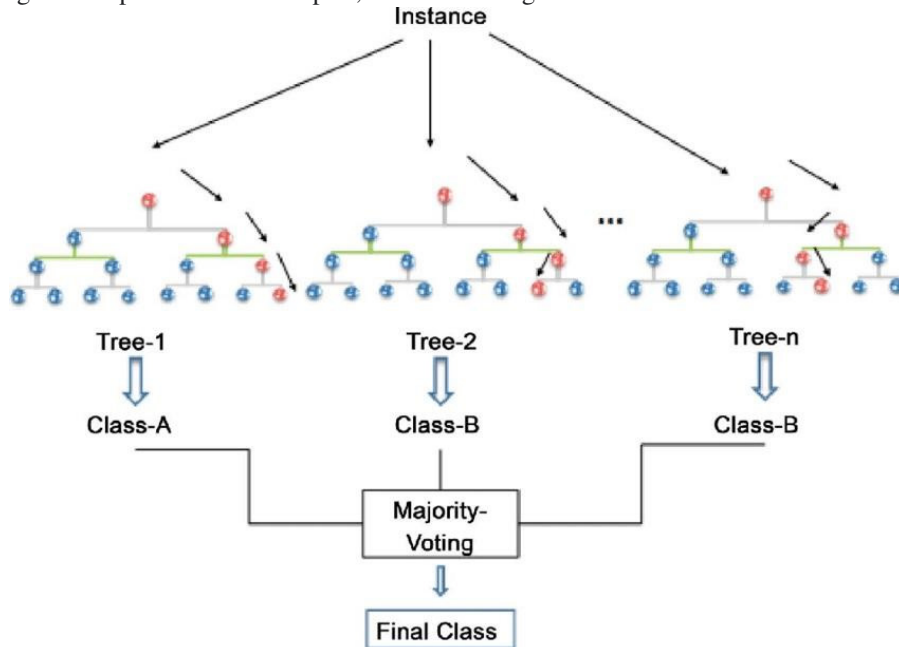 Instance
...
Tree-1 Tree-2 Tree-n
Class-A Class-B Class-B
Majority-
Voting
Final Class